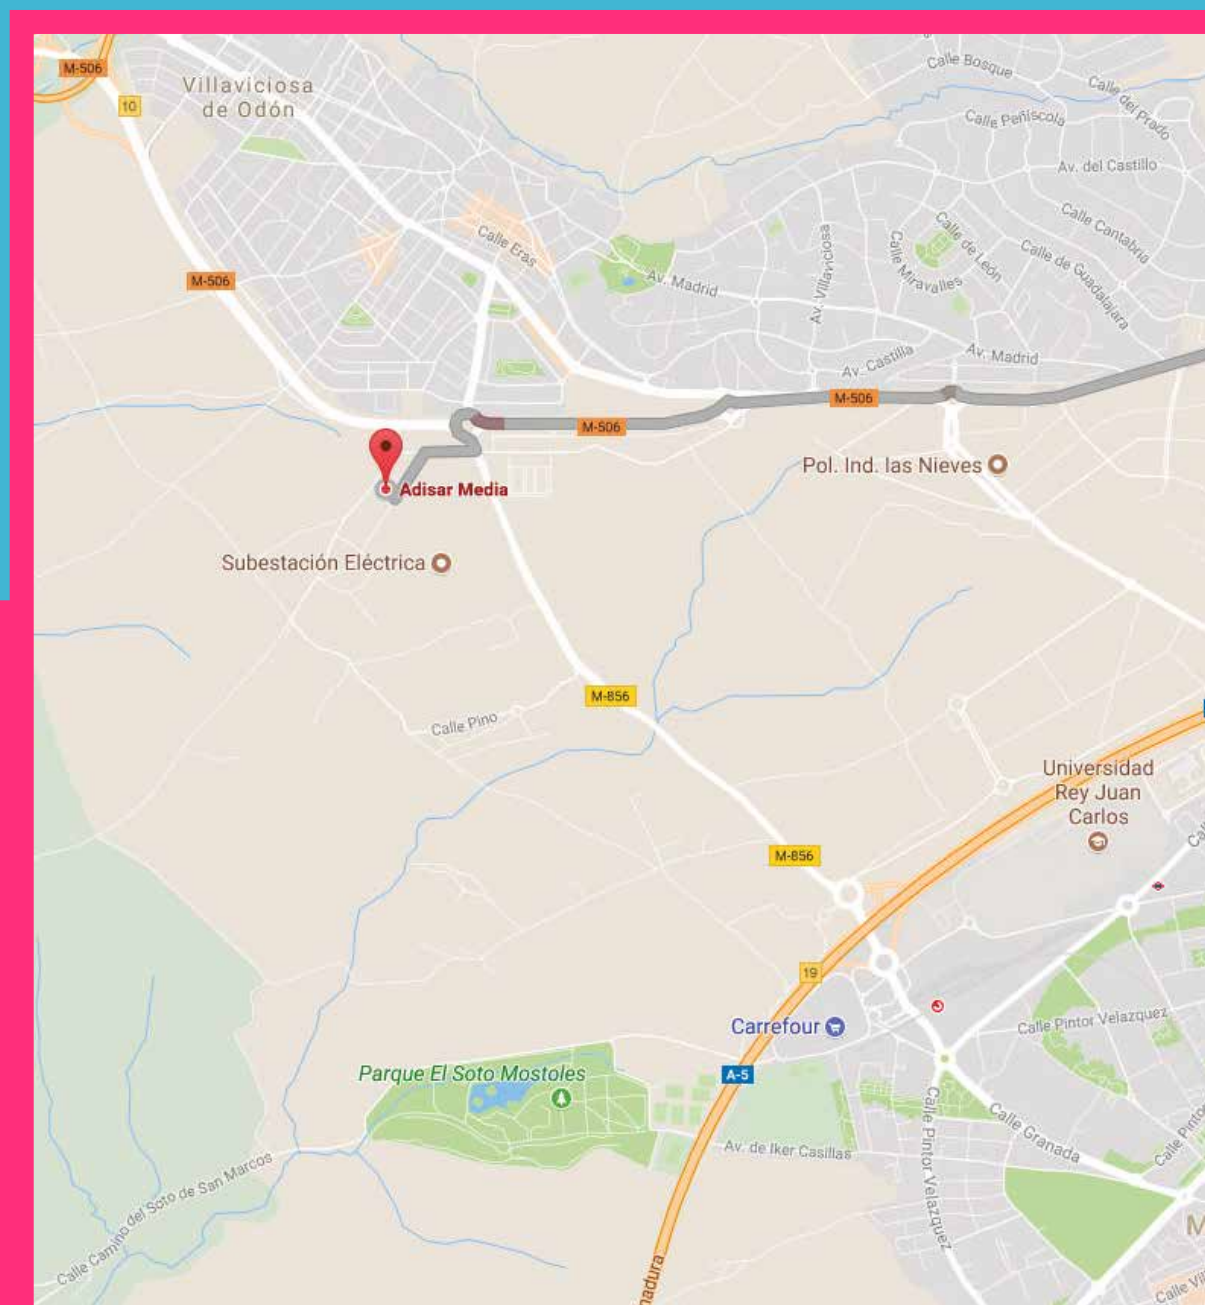 M-506
Villaviciosa
de Odón
10
Calle Bosque
Calle del Prado
Calle Peñíscola
Av. del Castillo
Calle Cantabria
Calle de León
Calle de Guadalajara
Calle Miravalles
Av. Villaviciosa
Calle Eras
Av. Madrid
M-506
Av. Castilla
Av. Madrid
M-506
M-506
Pol. Ind. las Nieves
Adisar Media
Subestación Eléctrica
M-856
Calle Pino
Universidad
Rey Juan
Carlos
M-856
19
Carrefour
Calle Pintor Velazquez
Parque El Soto Mostoles
A-5
Calle Pintor Velazquez
Calle Granada
Av. de Iker Casillas
Calle Camino del Soto de San Marcos